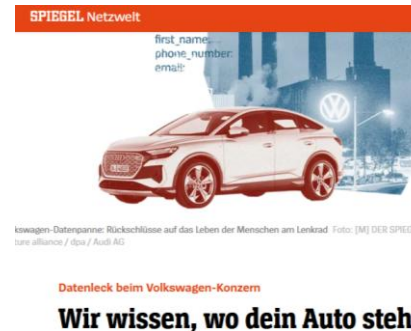 SPIEGEL Netzwelt
first_name:
phone_number:
email:
kswagen-Datenpanne: Rückschlüsse auf das Leben der Menschen am Lenkrad Foto: [M] DER SPIEG
ture alliance / dpa / Audi AG
Datenleck beim Volkswagen-Konzern
Wir wissen, wo dein Auto steh